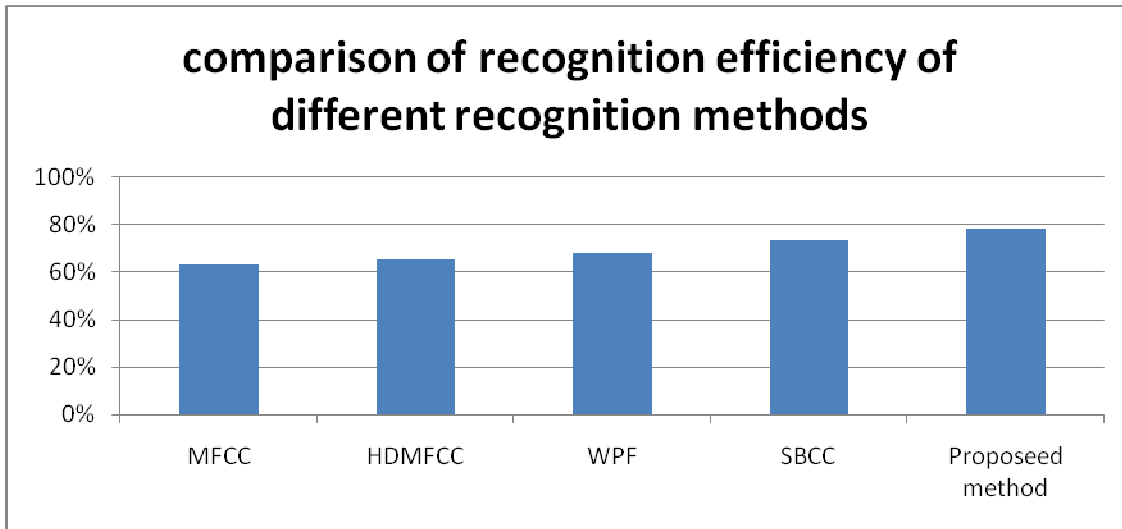 comparison of recognition efficiency of
different recognition methods
100%
80%
60%
40%
20%
0%
MFCC HDMFCC WPF SBCC Proposeed
method